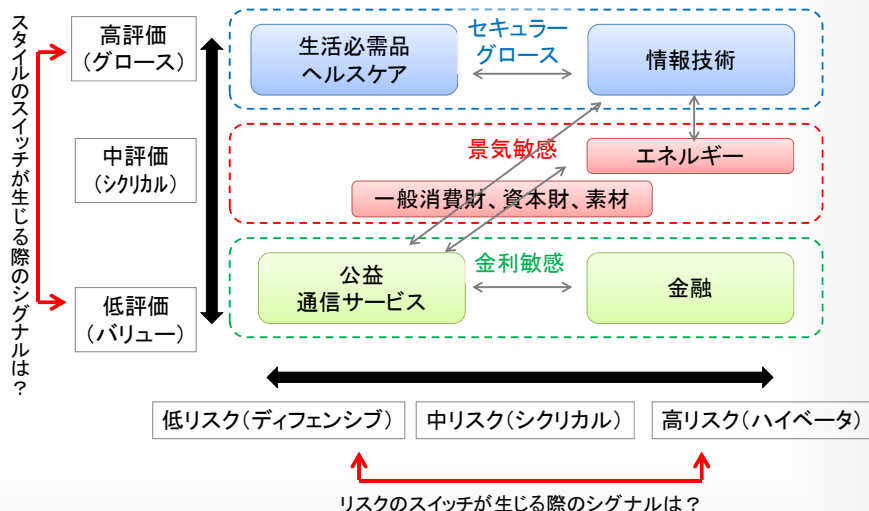 スタイルのスイッチが生じる際のシグナルは？
高評価
（グロース）
生活必需品
ヘルスケア
セキュラー
グロース
情報技術
中評価
（シクリカル）
景気敏感
エネルギー
一般消費財、資本財、素材
低評価
（バリュー）
公益
通信サービス
金利敏感
金融
低リスク（ディフェンシブ）
中リスク（シクリカル）
高リスク（ハイベータ）
リスクのスイッチが生じる際のシグナルは？